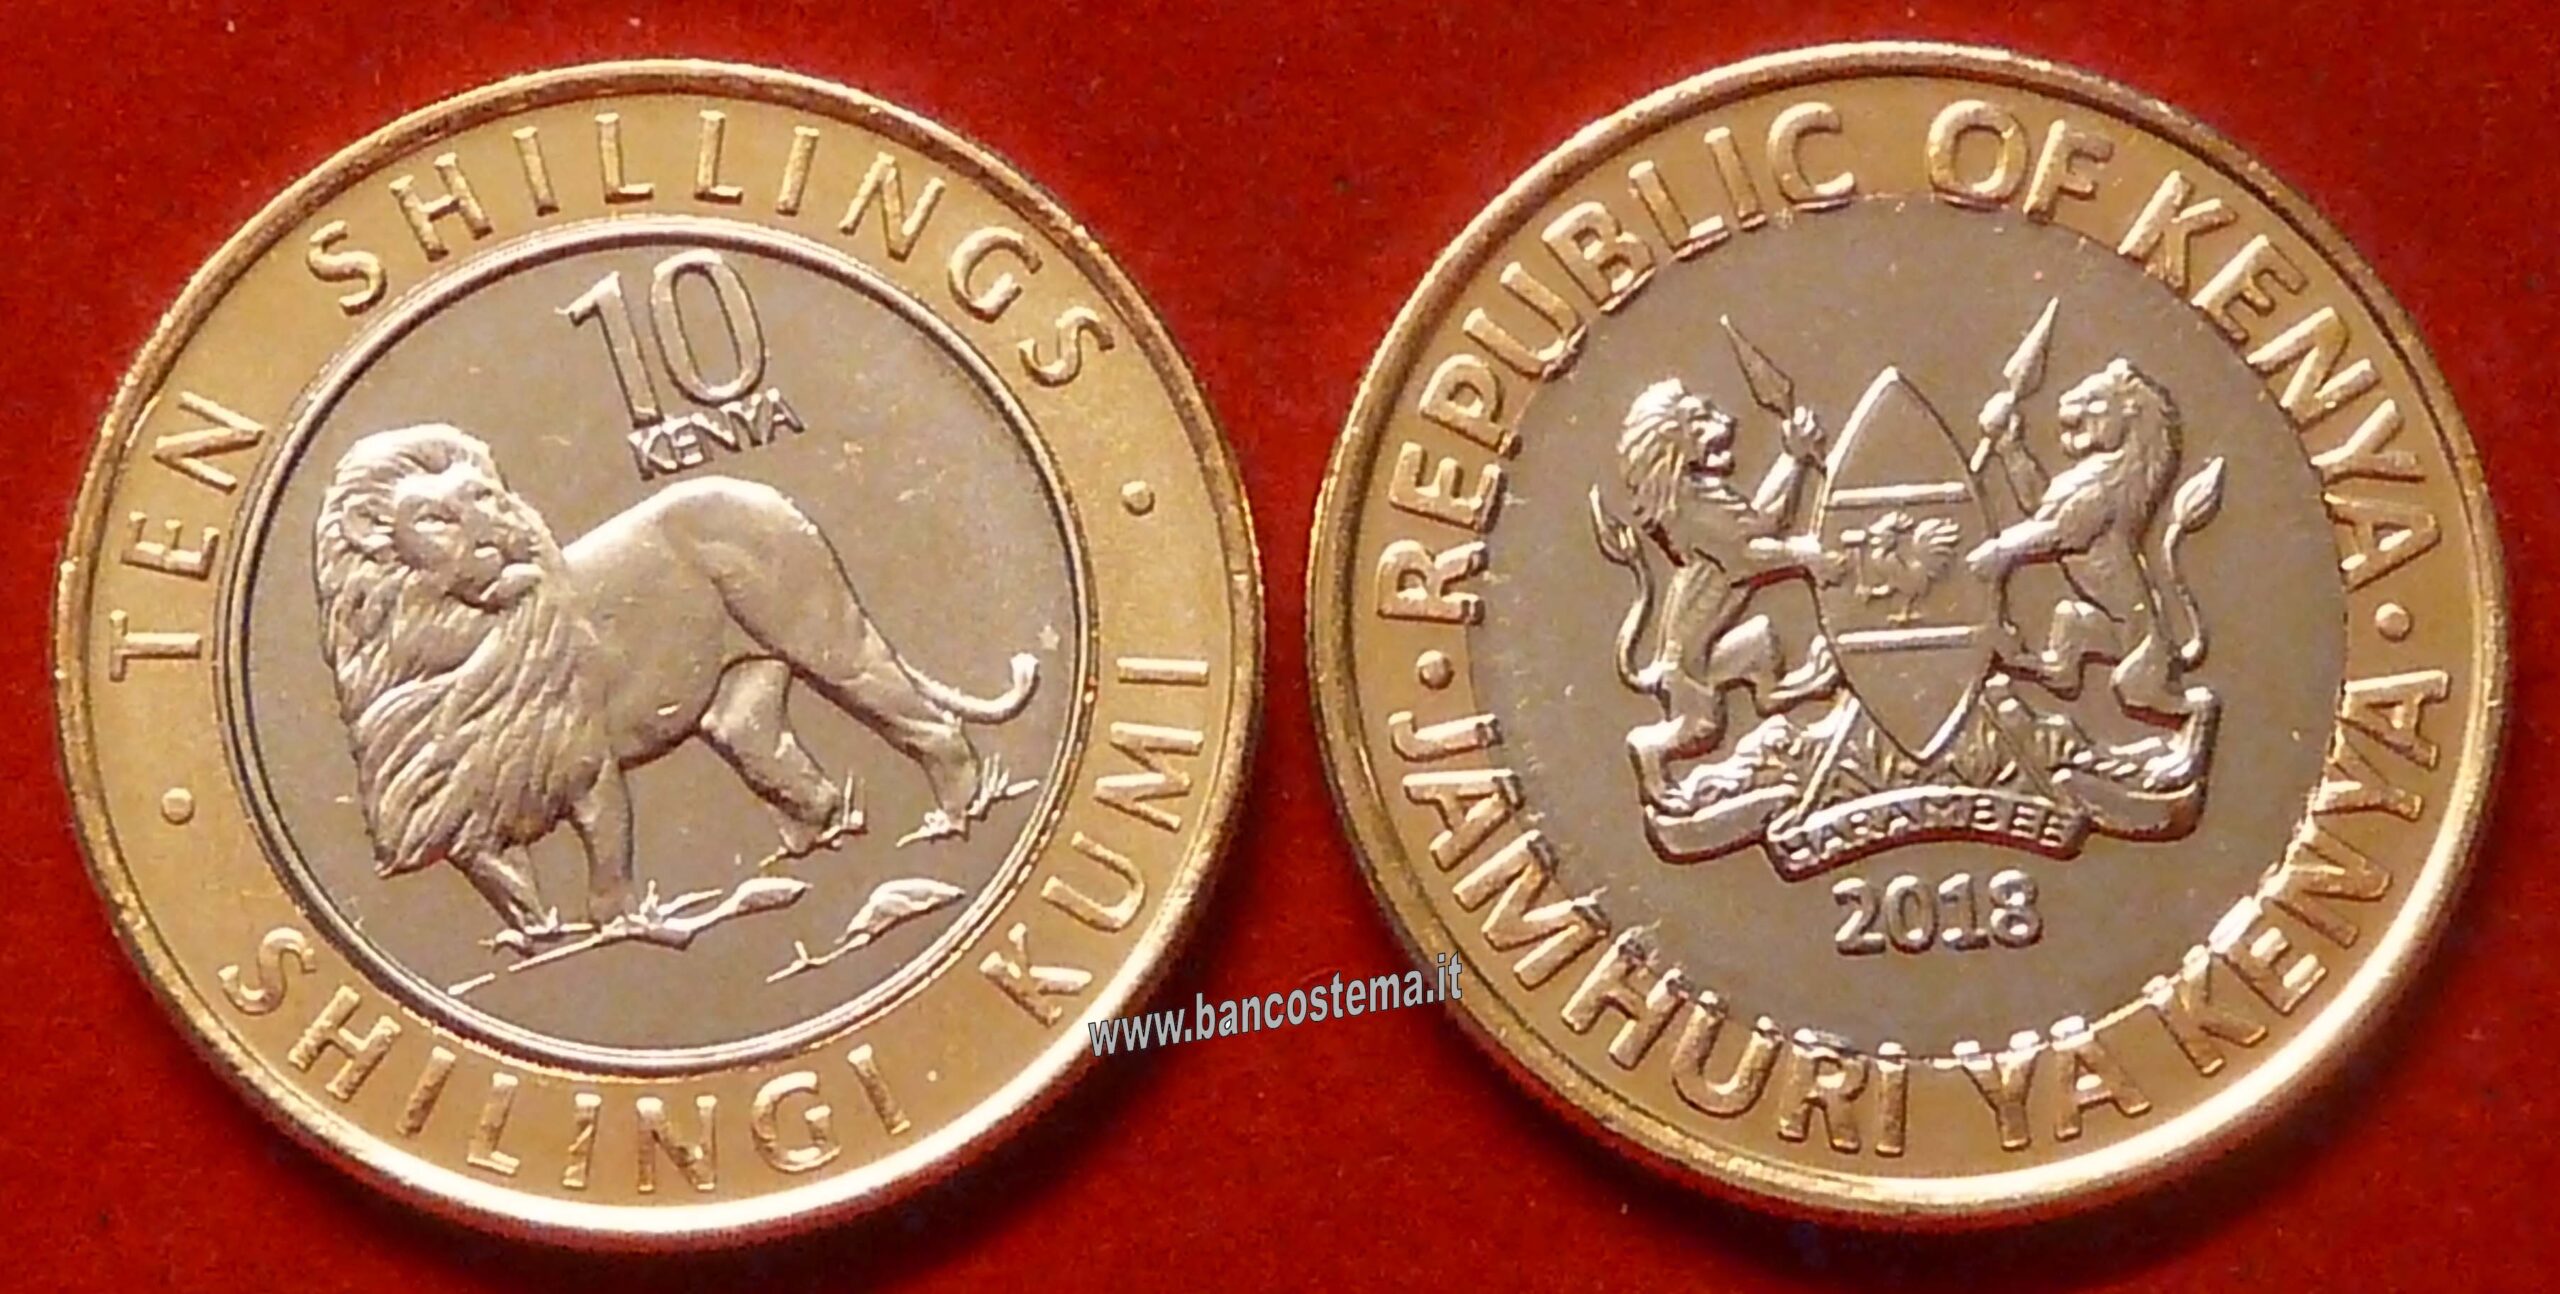 TEN SHILLINGS
10
KENYA
SHILINGI KUMI
REPUBLIC OF KENYA
HARAMBEE
2018
JAMHURI YA KENYA
www.bancostema.it